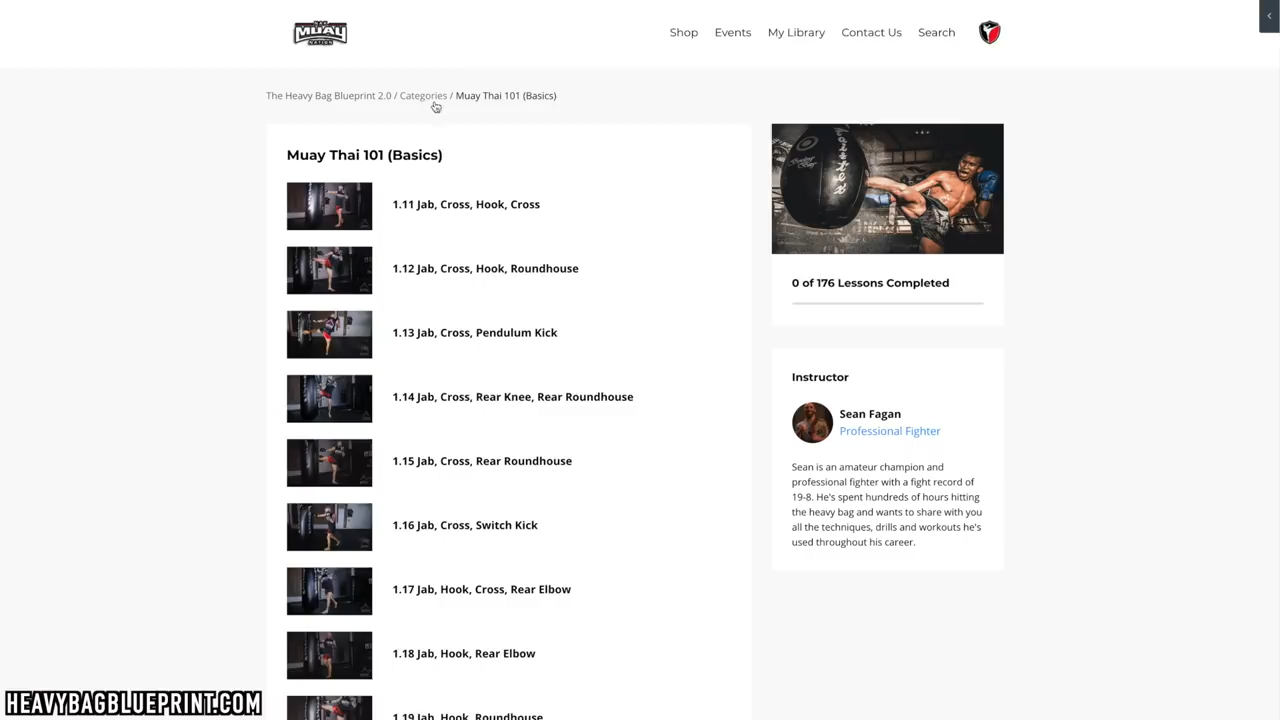 MUAY
NATION
Shop
Events
My Library
Contact Us
Search
The Heavy Bag Blueprint 2.0 / Categories / Muay Thai 101 (Basics)
Muay Thai 101 (Basics)
1.11 Jab, Cross, Hook, Cross
1.12 Jab, Cross, Hook, Roundhouse
1.13 Jab, Cross, Pendulum Kick
1.14 Jab, Cross, Rear Knee, Rear Roundhouse
1.15 Jab, Cross, Rear Roundhouse
1.16 Jab, Cross, Switch Kick
1.17 Jab, Hook, Cross, Rear Elbow
1.18 Jab, Hook, Rear Elbow
1.19 Jab, Hook, Roundhouse
0 of 176 Lessons Completed
Instructor
Sean Fagan
Professional Fighter
Sean is an amateur champion and
professional fighter with a fight record of
19-8. He's spent hundreds of hours hitting
the heavy bag and wants to share with you
all the techniques, drills and workouts he's
used throughout his career.
HEAVYBAGBLUEPRINT.COM